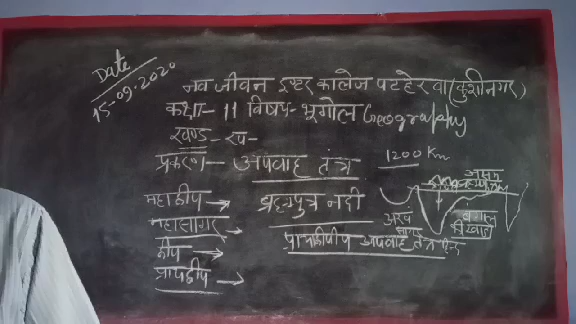 Date
15-09-2020
नव जीवन इण्टर कालेज पटहेरवा (कुशीनगर)
कक्षा- 11 विषय- भूगोल Geography
खण्ड-
प्रकरण- अपवाह तंत्र
1200 Km
महाद्वीप →
ब्रह्मपुत्र नदी
महासागर →
अरब सागर
द्वीप →
प्रायद्वीपीय अपवाह तंत्र
प्रायद्वीप →